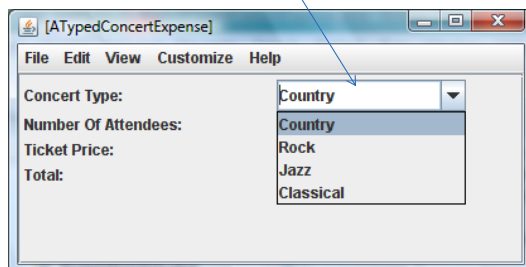 [ATypedConcertExpense]
File Edit View Customize Help
Concert Type: Country
Number Of Attendees: Country
Ticket Price: Rock
Total: Jazz
Classical